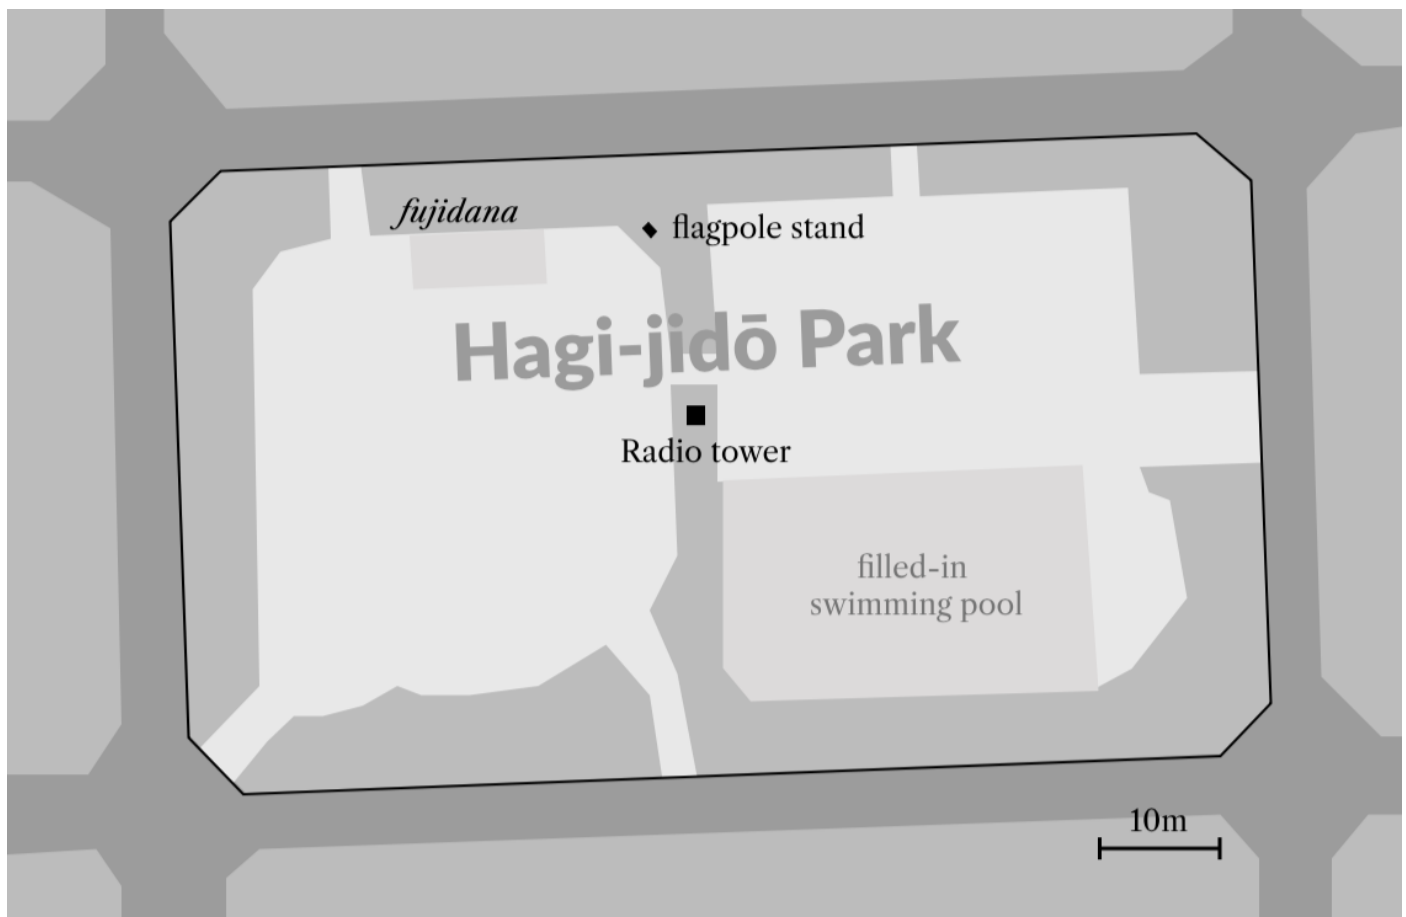 fujidana
flagpole stand
Hagi-jidō Park
Radio tower
filled-in
swimming pool
10m